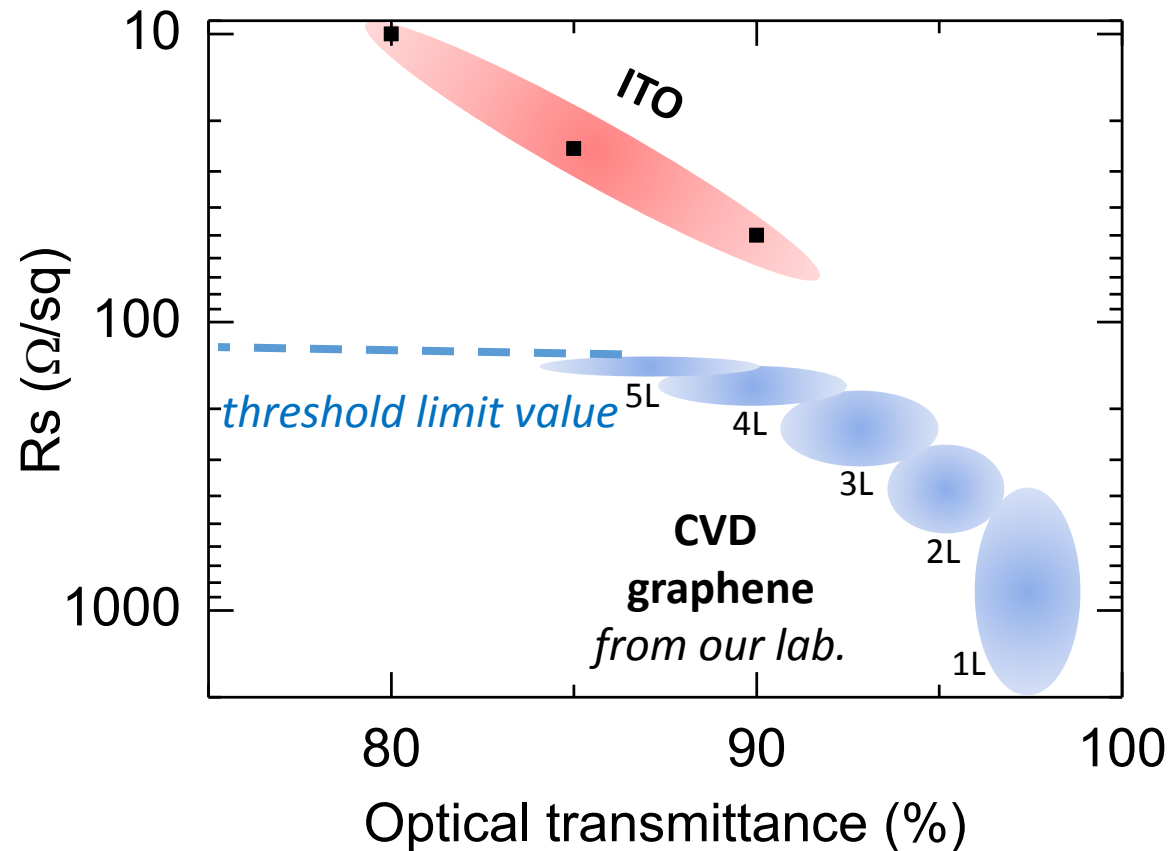 10
100
1000
Rs (Ω/sq)
ITO
threshold limit value
5L
4L
3L
2L
1L
CVD
graphene
from our lab.
80
90
100
Optical transmittance (%)